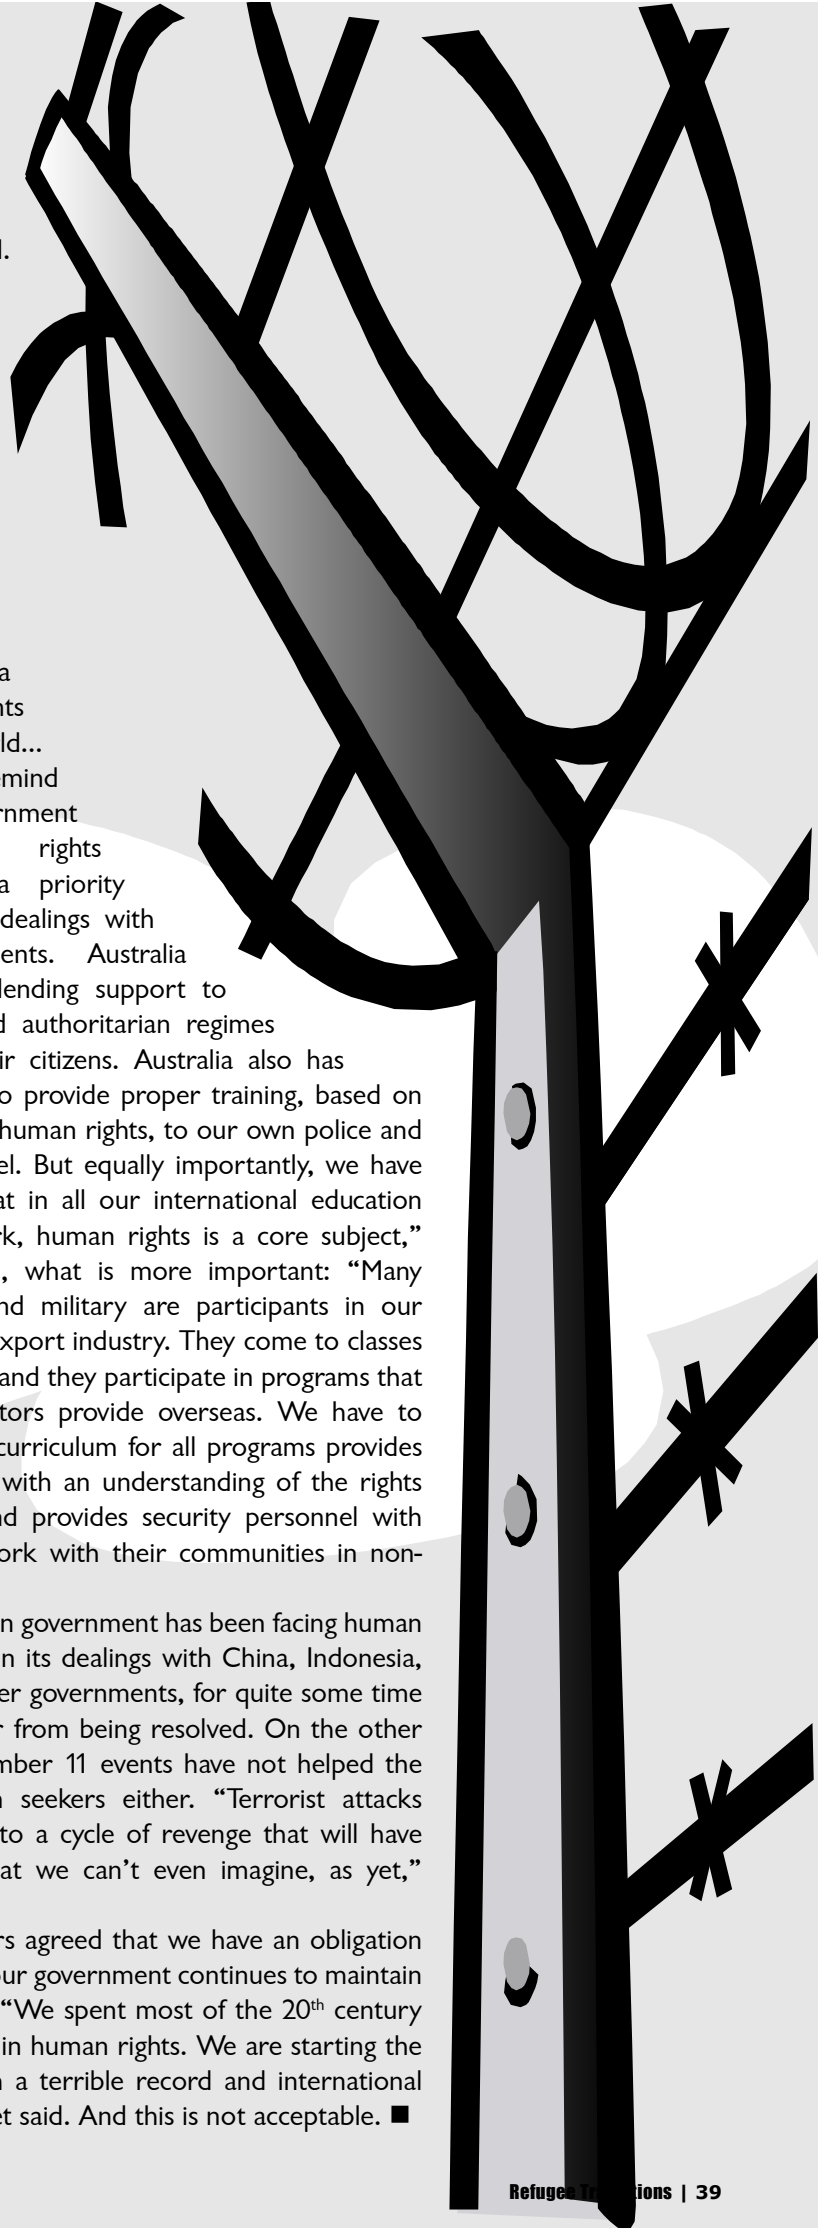 .
a
ts
ld...
emind
rnment
rights
a priority
dealings with
ents. Australia
lending support to
d authoritarian regimes
ir citizens. Australia also has
o provide proper training, based on
human rights, to our own police and
el. But equally importantly, we have
at in all our international education
rk, human rights is a core subject,”
, what is more important: “Many
nd military are participants in our
xport industry. They come to classes
and they participate in programs that
tors provide overseas. We have to
curriculum for all programs provides
with an understanding of the rights
nd provides security personnel with
ork with their communities in non-
n government has been facing human
n its dealings with China, Indonesia,
er governments, for quite some time
r from being resolved. On the other
mber 11 events have not helped the
seekers either. “Terrorist attacks
to a cycle of revenge that will have
at we can’t even imagine, as yet,”
rs agreed that we have an obligation
our government continues to maintain
“We spent most of the 20th century
in human rights. We are starting the
a terrible record and international
et said. And this is not acceptable. ■
Refugee Tr tions | 39